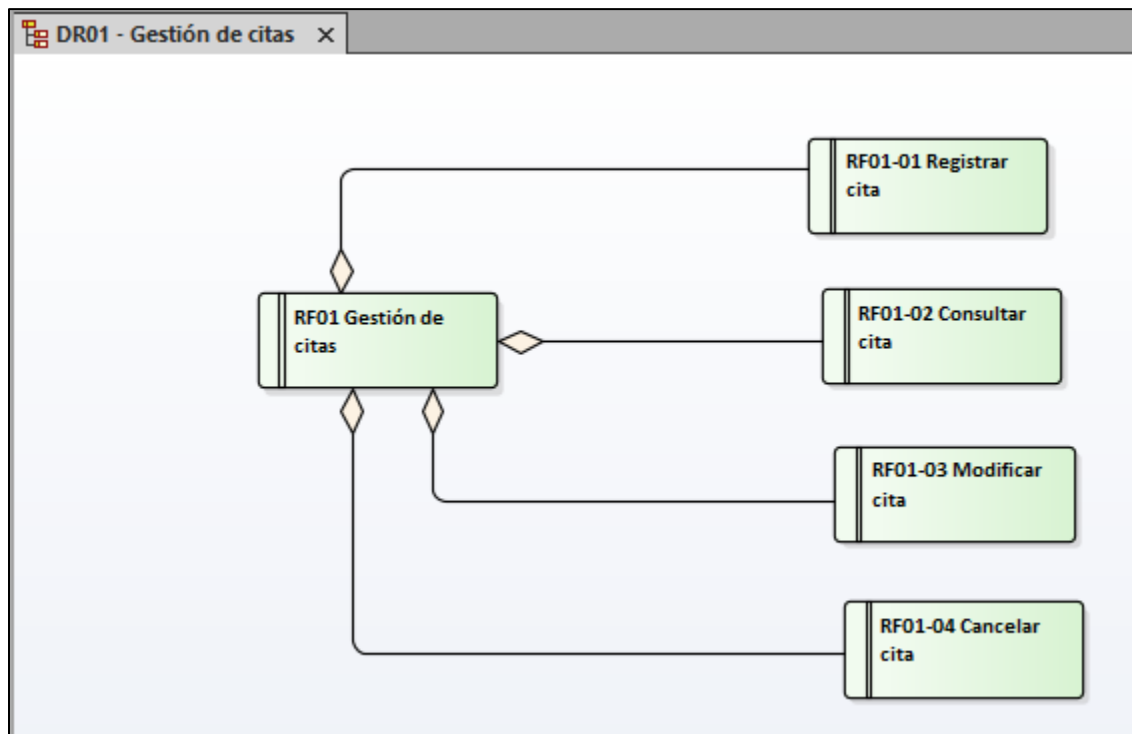 DR01 - Gestión de citas
RF01-01 Registrar
cita
RF01 Gestión de
citas
RF01-02 Consultar
cita
RF01-03 Modificar
cita
RF01-04 Cancelar
cita